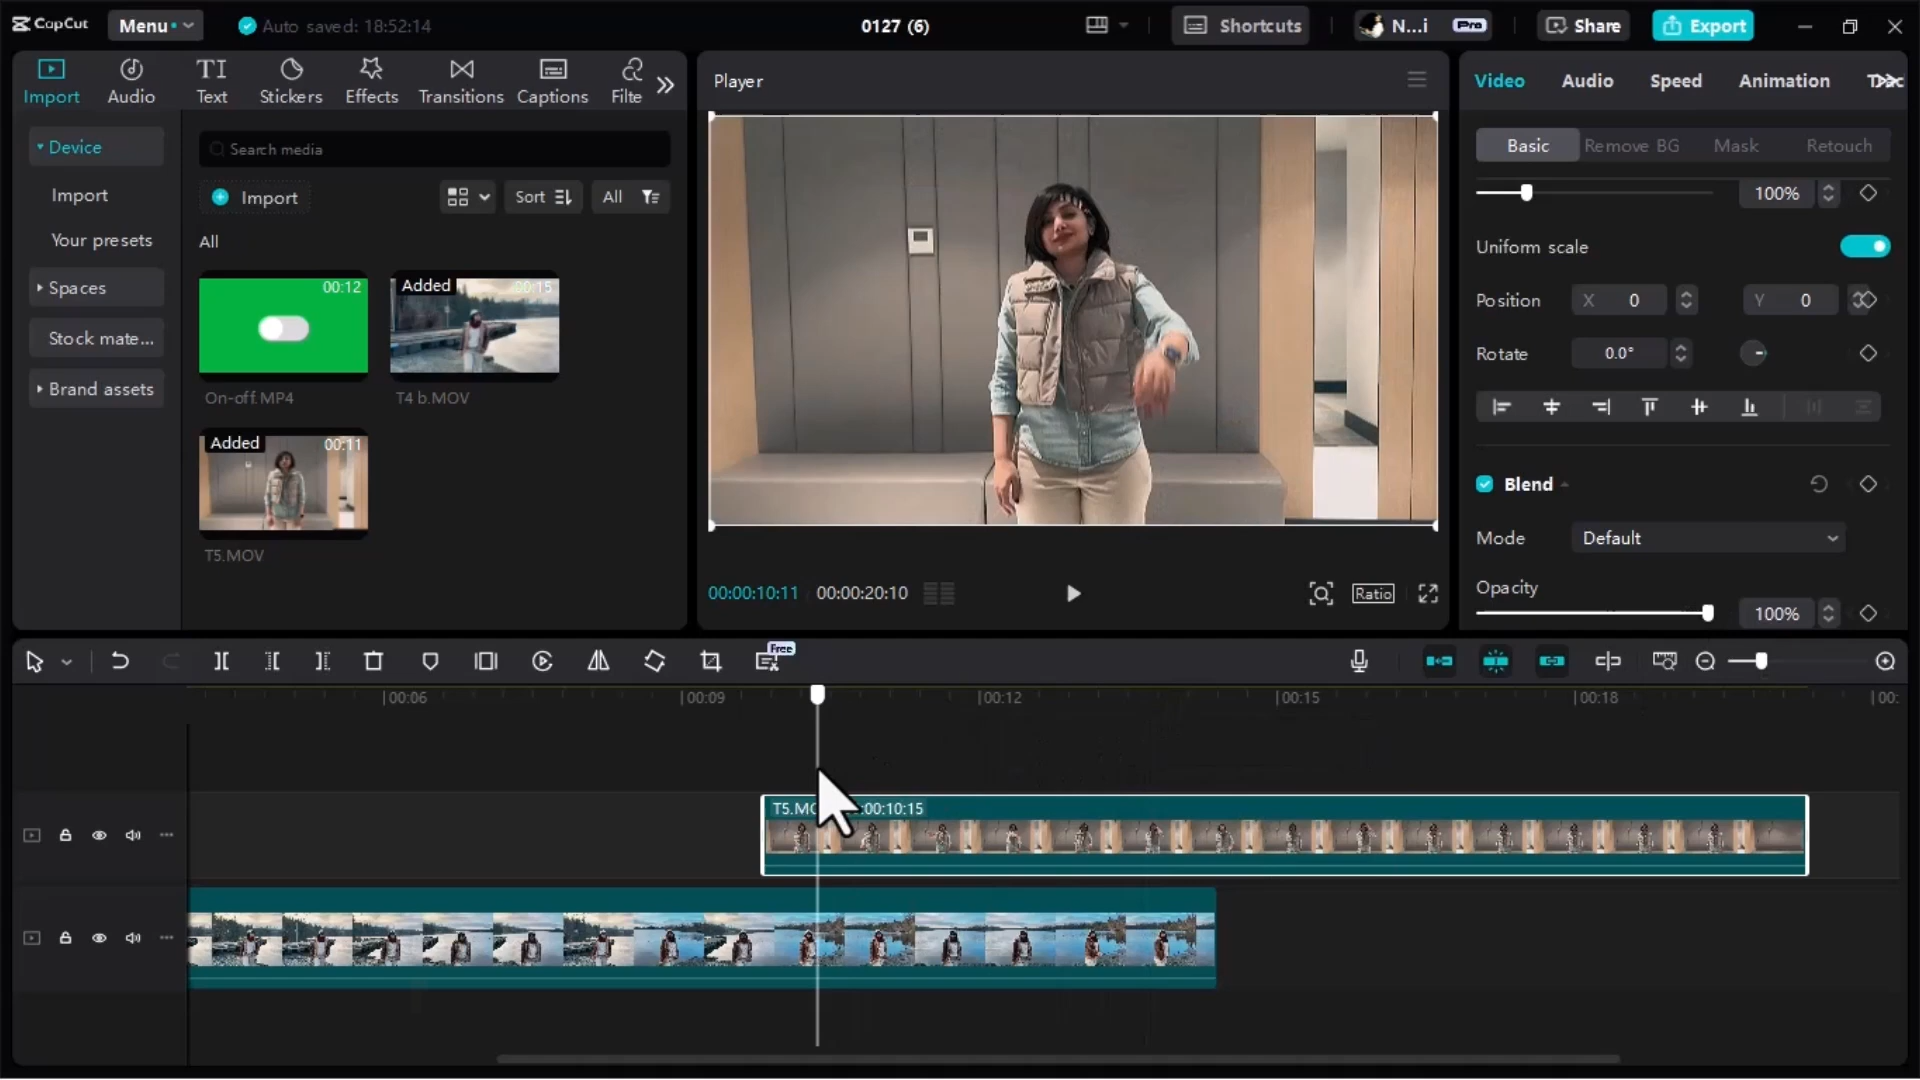 CapCut
Menu
Auto saved: 18:52:14
0127 (6)
Shortcuts
N...i
Pro
Share
Export
Import
Audio
Text
Stickers
Effects
Transitions
Captions
Filte
Device
Import
Your presets
Spaces
Stock mate...
Brand assets
Search media
Import
Sort
All
All
00:12
On-off.MP4
Added
00:15
T4 b.MOV
Added
00:11
T5.MOV
Player
00:00:10:11
00:00:20:10
Ratio
Video
Audio
Speed
Animation
Basic
Remove BG
Mask
Retouch
100%
Uniform scale
Position
X 0
Y 0
Rotate
0.0°
Blend
Mode
Default
Opacity
100%
Free
00:06
00:09
00:12
00:15
00:18
00:
T5.MO
00:10:15